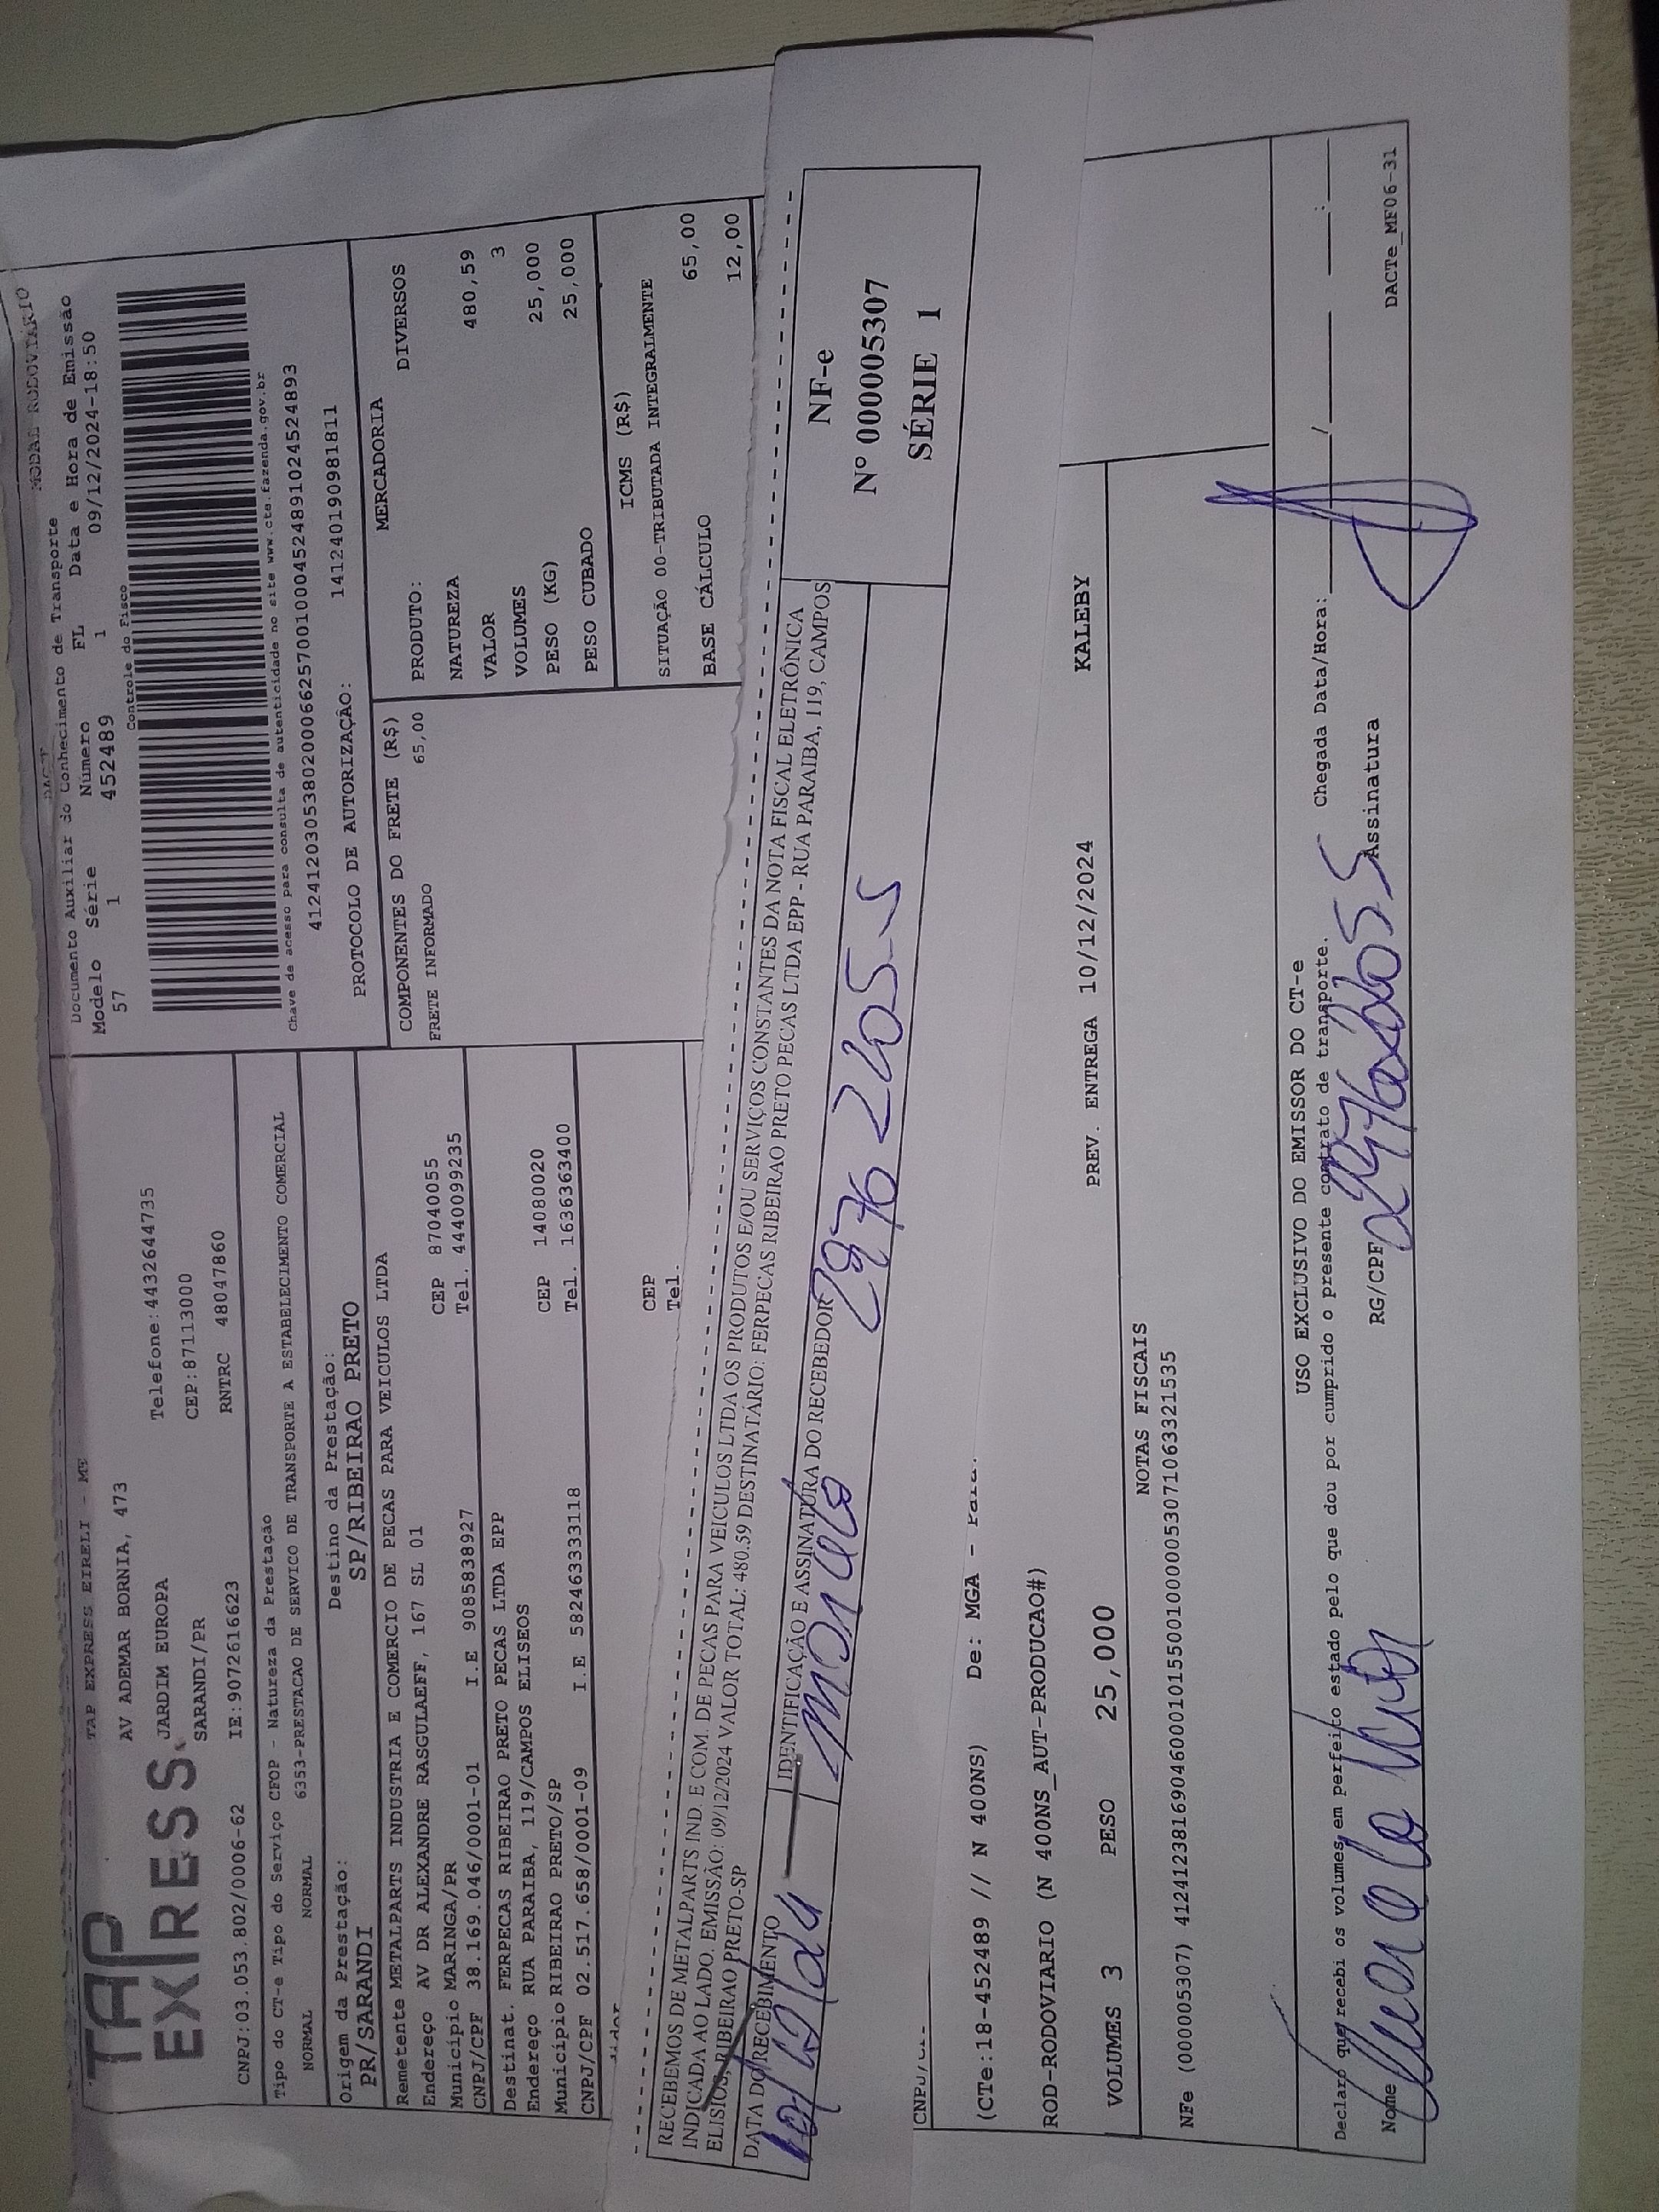 TAP
EXPRESS
TAP EXPRESS EIRELI - ME
AV ADEMAR BORNIA, 473
JARDIM EUROPA Telefone:4432644735
SARANDI/PR CEP:87113000
CNPJ:03.053.802/0006-62 IE:9072616623 RNTRC 48047860
MODAL RODOVIÁRIO
Documento Auxiliar do Conhecimento de Transporte
Modelo Série Número FL Data e Hora de Emissão
57 1 452489 1 09/12/2024-18:50
Controle do Fisco
Chave de acesso para consulta de autenticidade no site www.cte.fazenda.gov.br
41241203053802000662570010004524891024524893
PROTOCOLO DE AUTORIZAÇÃO: 141240190981811
Tipo do CT-e Tipo do Serviço CFOP - Natureza da Prestação
NORMAL NORMAL 6353-PRESTACAO DE SERVICO DE TRANSPORTE A ESTABELECIMENTO COMERCIAL
Origem da Prestação: Destino da Prestação:
PR/SARANDI SP/RIBEIRAO PRETO
Remetente METALPARTS INDUSTRIA E COMERCIO DE PECAS PARA VEICULOS LTDA
Endereço AV DR ALEXANDRE RASGULAEFF, 167 SL 01 CEP 87040055
Município MARINGA/PR Tel. 4440099235
CNPJ/CPF 38.169.046/0001-01 I.E 9085838927
Destinat. FERPECAS RIBEIRAO PRETO PECAS LTDA EPP
Endereço RUA PARAIBA, 119/CAMPOS ELISEOS CEP 14080020
Município RIBEIRAO PRETO/SP Tel. 1636363400
CNPJ/CPF 02.517.658/0001-09 I.E 582463333118
CEP
Tel.
COMPONENTES DO FRETE (R$)
FRETE INFORMADO 65,00
MERCADORIA
PRODUTO: DIVERSOS
NATUREZA
VALOR 480,59
VOLUMES 3
PESO (KG) 25,000
PESO CUBADO 25,000
ICMS (R$)
SITUAÇÃO 00-TRIBUTADA INTEGRALMENTE
BASE CÁLCULO 65,00
12,00
RECEBEMOS DE METALPARTS IND. E COM. DE PECAS PARA VEICULOS LTDA OS PRODUTOS E/OU SERVIÇOS CONSTANTES DA NOTA FISCAL ELETRÔNICA
INDICADA AO LADO. EMISSÃO: 09/12/2024 VALOR TOTAL: 480.59 DESTINATÁRIO: FERPECAS RIBEIRAO PRETO PECAS LTDA EPP - RUA PARAIBA, 119, CAMPOS
ELISIOS, RIBEIRAO PRETO-SP
DATA DO RECEBIMENTO IDENTIFICAÇÃO E ASSINATURA DO RECEBEDOR
NF-e
Nº 000005307
SÉRIE 1
(CTe:18-452489 // N 400NS) De: MGA -
ROD-RODOVIARIO (N 400NS_AUT-PRODUCAO#)
VOLUMES 3 PESO 25,000 PREV. ENTREGA 10/12/2024 KALEBY
NOTAS FISCAIS
NFe (000005307) 41241238169046000101550010000053071063321535
USO EXCLUSIVO DO EMISSOR DO CT-e
Declaro que recebi os volumes em perfeito estado pelo que dou por cumprido o presente contrato de transporte. Chegada Data/Hora:
Nome RG/CPF Assinatura
DACTe_MF06-31